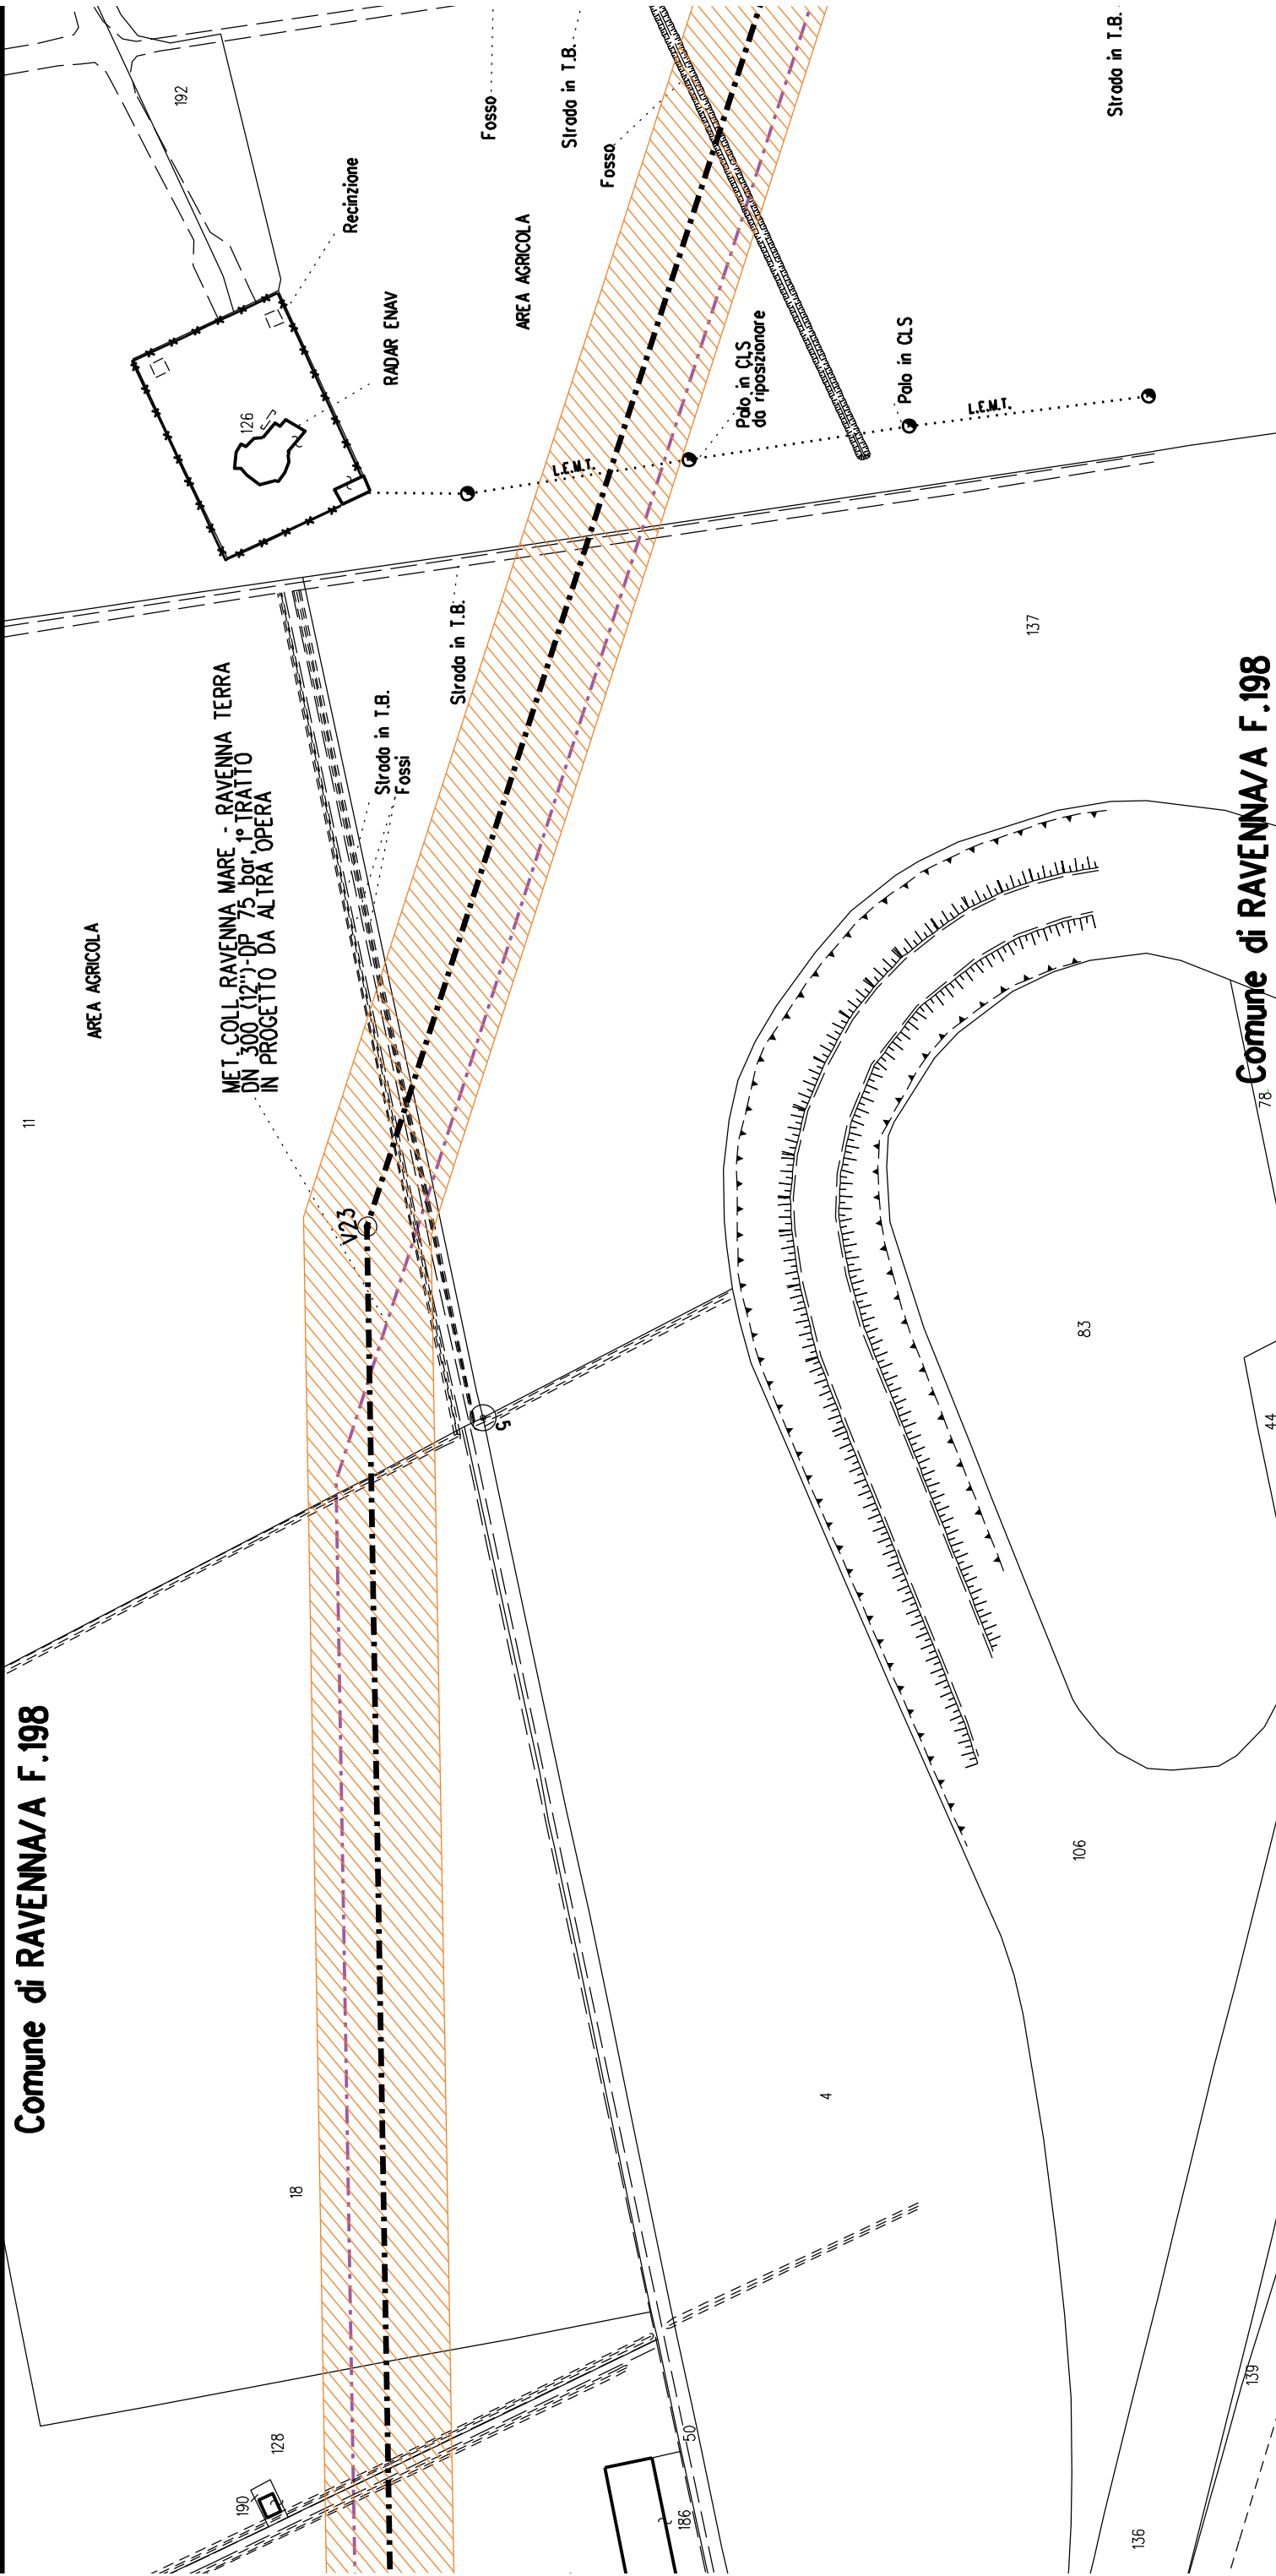 Comune di RAVENNA/A F.198
11
AREA AGRICOLA
18
128
190
192
Recinzione
126
RADAR ENAV
MET. COLL. RAVENNA MARE - RAVENNA TERRA
DN 300 (12")-DP 75 bar, 1° TRATTO
IN PROGETTO DA ALTRA OPERA
V23
Strada in T.B.
Fossi
Strada in T.B.
5
Fosso
AREA AGRICOLA
Strada in T.B.
Fosso
L.E.M.T.
Palo in CLS
da riposizionare
Palo in CLS
L.E.M.T.
Strada in T.B.
137
50
186
4
83
106
136
139
44
78
Comune di RAVENNA/A F.198